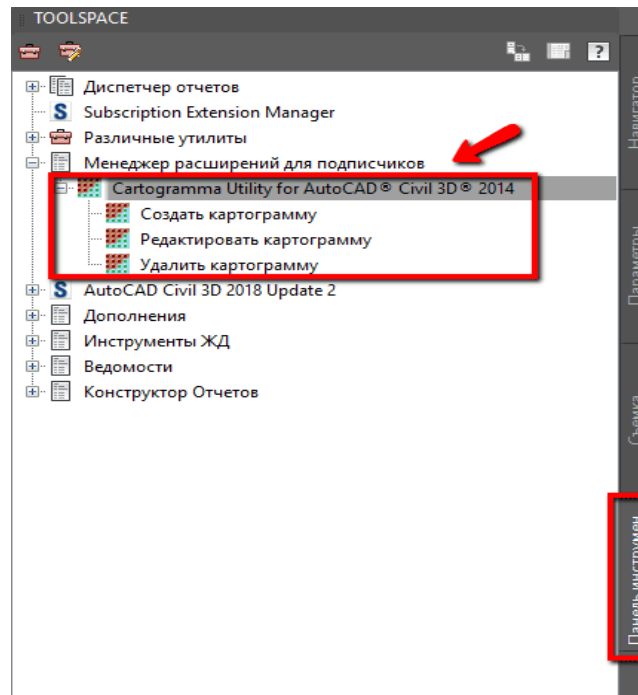 TOOLSPACE
?
Диспетчер отчетов
S Subscription Extension Manager
Различные утилиты
Менеджер расширений для подписчиков
Cartogramma Utility for AutoCAD® Civil 3D® 2014
Создать картограмму
Редактировать картограмму
Удалить картограмму
S AutoCAD Civil 3D 2018 Update 2
Дополнения
Инструменты ЖД
Ведомости
Конструктор Отчетов
Навигатор
Параметры
Съемка
Панель инструмен